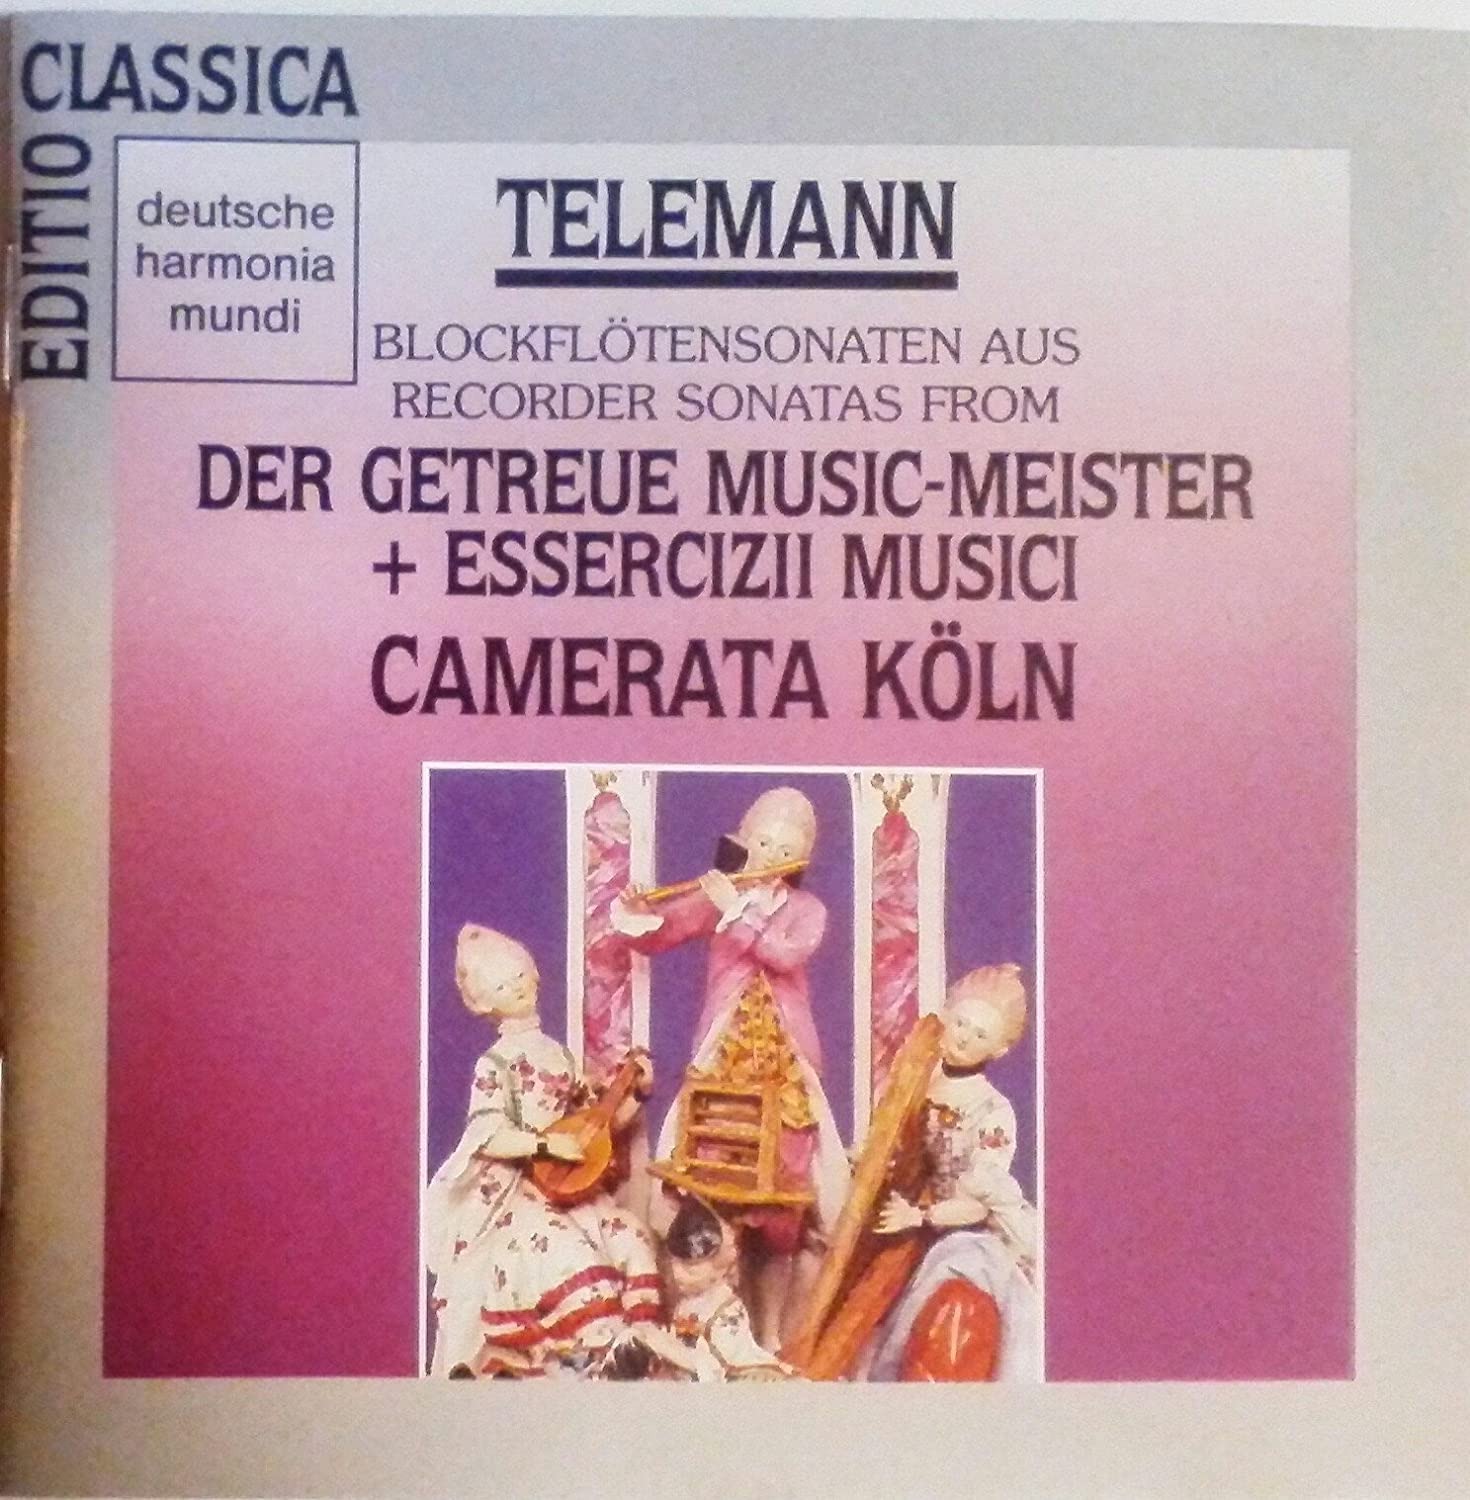 EDITIO
CLASSICA
deutsche
harmonia
mundi
TELEMANN
BLOCKFLÖTENSONATEN AUS
RECORDER SONATAS FROM
DER GETREUE MUSIC-MEISTER
+ ESSERCIZII MUSICI
CAMERATA KÖLN